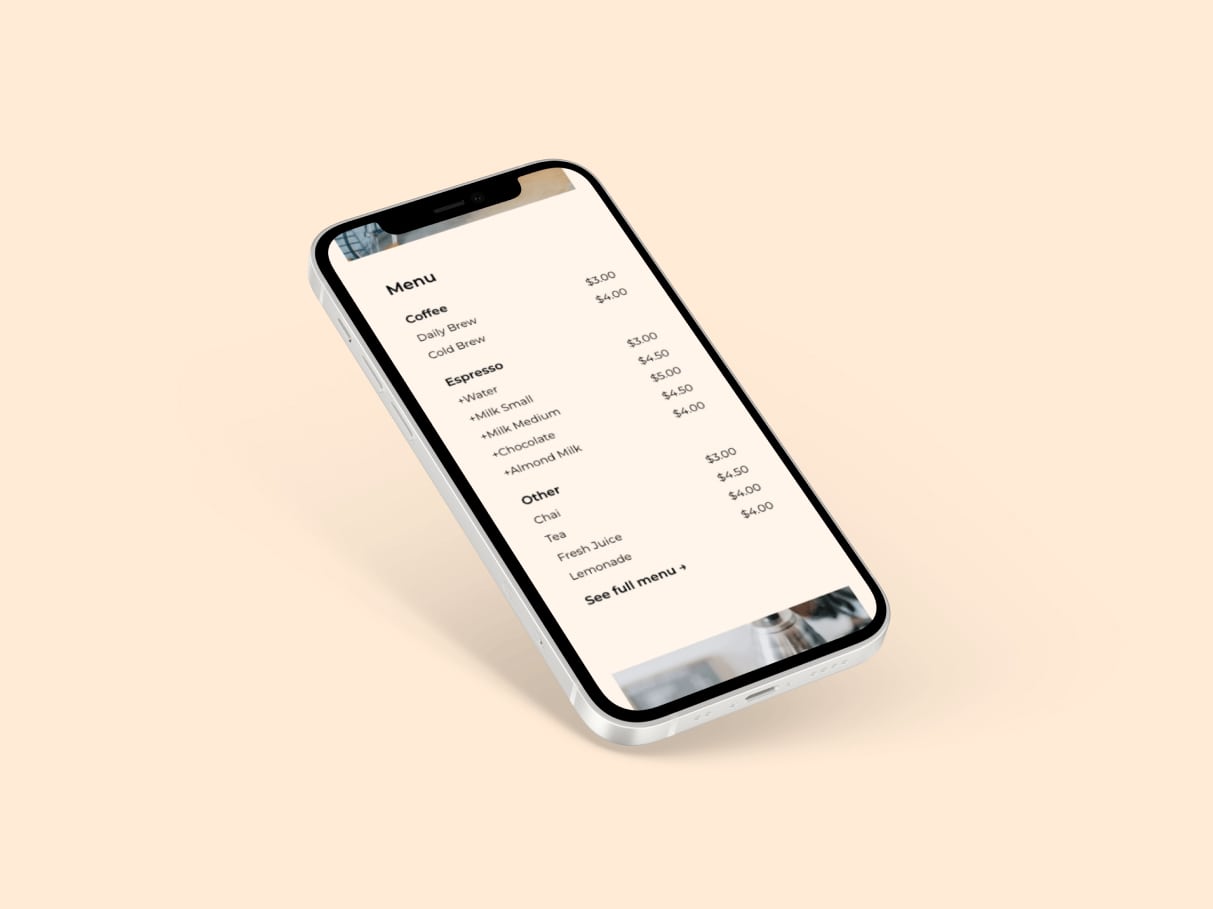 Menu
Coffee
Daily Brew $3.00
Cold Brew $4.00
Espresso
+Water $3.00
+Milk Small $4.50
+Milk Medium $5.00
+Chocolate $4.50
+Almond Milk $4.00
Other
Chai $3.00
Tea $4.50
Fresh Juice $4.00
Lemonade $4.00
See full menu →